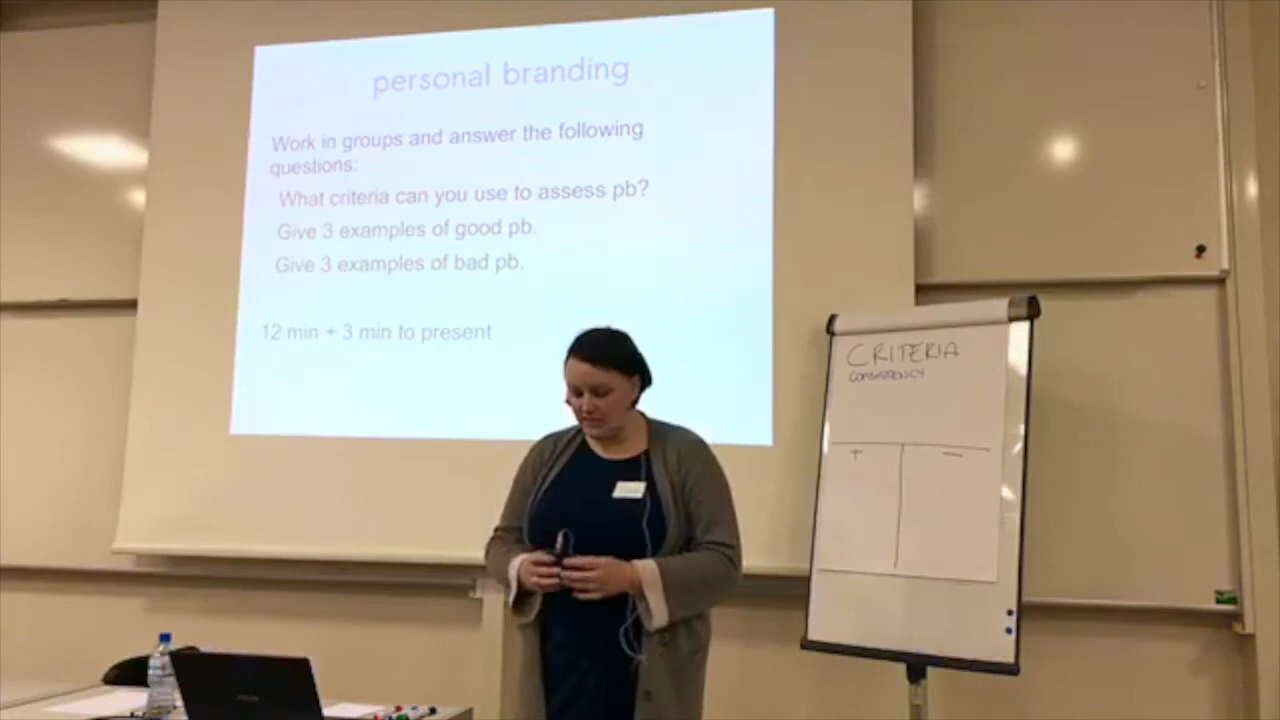 personal branding
Work in groups and answer the following
questions:
What criteria can you use to assess pb?
Give 3 examples of good pb.
Give 3 examples of bad pb.
12 min + 3 min to present
CRITERIA
CONSISTENCY
+ —